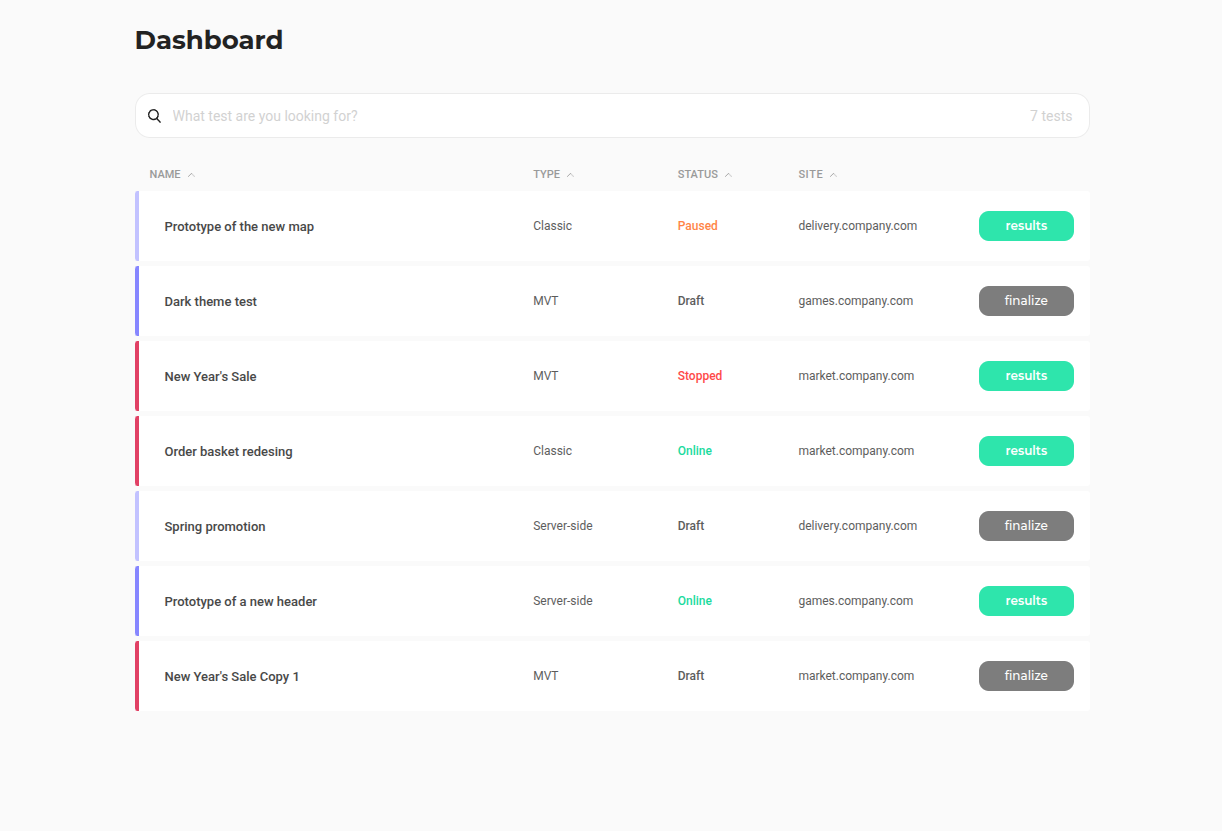 Dashboard
What test are you looking for? 7 tests
NAME TYPE STATUS SITE
Prototype of the new map Classic Paused delivery.company.com results
Dark theme test MVT Draft games.company.com finalize
New Year's Sale MVT Stopped market.company.com results
Order basket redesing Classic Online market.company.com results
Spring promotion Server-side Draft delivery.company.com finalize
Prototype of a new header Server-side Online games.company.com results
New Year's Sale Copy 1 MVT Draft market.company.com finalize